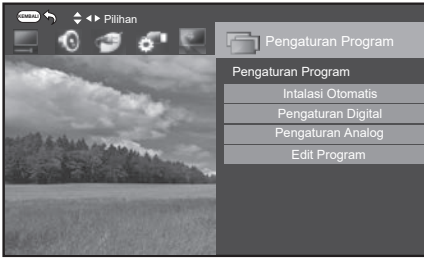 KEMBALI Pilihan
Pengaturan Program
Pengaturan Program
Intalasi Otomatis
Pengaturan Digital
Pengaturan Analog
Edit Program